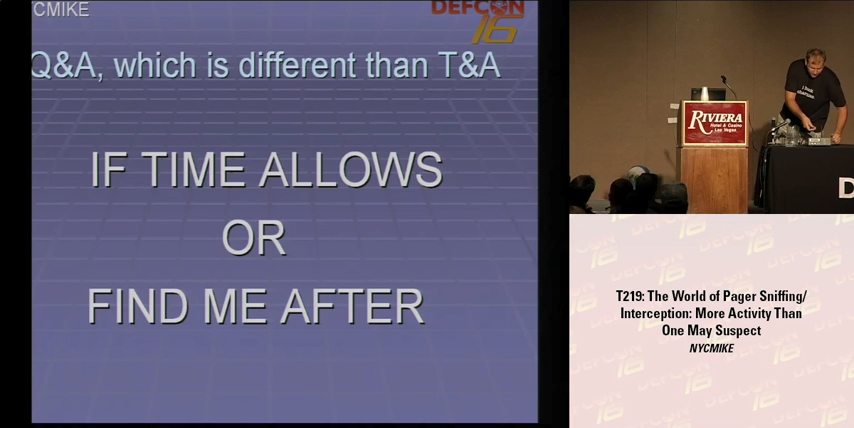 CMIKE
DEFCON
16
Q&A, which is different than T&A
IF TIME ALLOWS
OR
FIND ME AFTER
RIVIERA
Hotel & Casino
Las Vegas
D
T219: The World of Pager Sniffing/
Interception: More Activity Than
One May Suspect
NYCMIKE